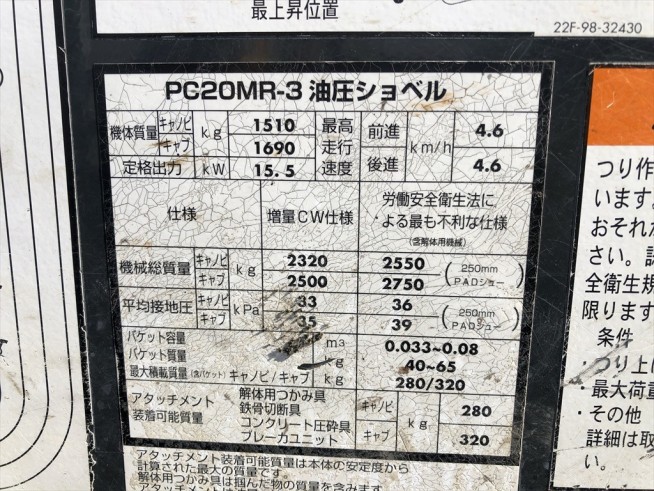 最上昇位置
22F-98-32430
PC20MR-3 油圧ショベル
機体質量 キャノピ kg 1510 最高走行速度 前進 km/h 4.6
キャブ 1690
定格出力 kW 15.5 後進 4.6
仕様 増量CW仕様 労働安全衛生法に
よる最も不利な仕様
(含解体用機械)
機械総質量 キャノピ kg 2320 2550 (250mm
キャブ 2500 2750 PADシュー)
平均接地圧 キャノピ kPa 33 36 (250mm
キャブ 35 39 PADシュー)
バケット容量 m3 0.033~0.08
バケット質量 kg 40~65
最大積載質量 (含バケット) キャノピ/キャブ kg 280/320
アタッチメント
装着可能質量
解体用つかみ具
鉄骨切断具
コンクリート圧砕具
ブレーカユニット
キャノピ kg 280
キャブ 320
アタッチメント装着可能質量は本体の安定度から
計算された最大の質量です。
解体用つかみ具は掴んだ物の質量を含みます
つり作
います。
おそれが
さい。
全衛生規
限ります
条件
・つり上げ
・最大荷重
・その他
詳細は取
い。